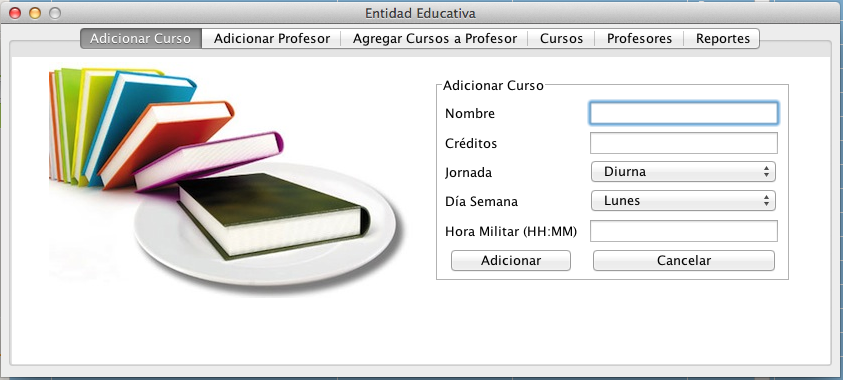 Entidad Educativa
Adicionar Curso Adicionar Profesor Agregar Cursos a Profesor Cursos Profesores Reportes
Adicionar Curso
Nombre
Créditos
Jornada Diurna
Día Semana Lunes
Hora Militar (HH:MM)
Adicionar Cancelar